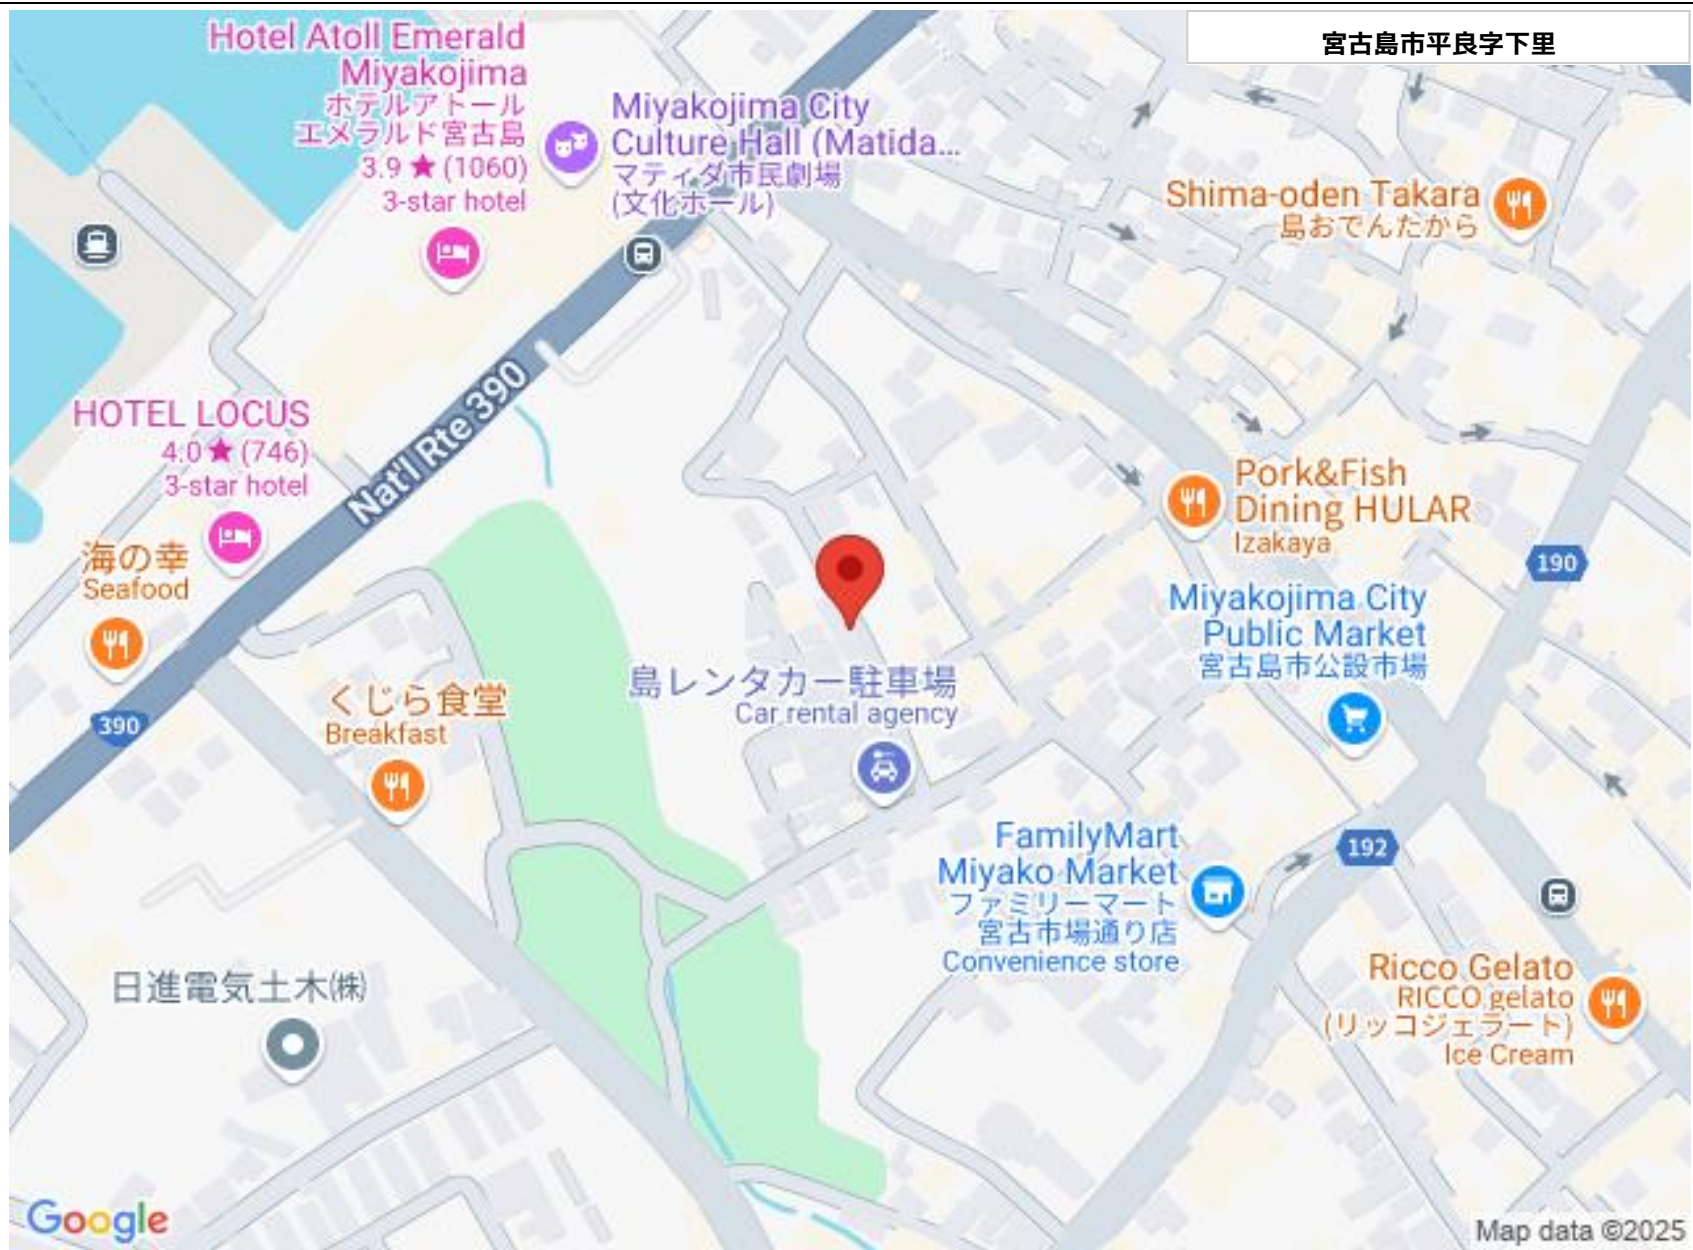 宮古島市平良字下里
Hotel Atoll Emerald
Miyakojima
ホテルアトール
エメラルド宮古島
3.9 ★ (1060)
3-star hotel
Miyakojima City
Culture Hall (Matida...
マティダ市民劇場
(文化ホール)
Shima-oden Takara
島おでんたから
HOTEL LOCUS
4.0 ★ (746)
3-star hotel
Nat'l Rte 390
海の幸
Seafood
Pork&Fish
Dining HULAR
Izakaya
190
Miyakojima City
Public Market
宮古島市公設市場
島レンタカー駐車場
Car rental agency
くじら食堂
Breakfast
390
FamilyMart
Miyako Market
ファミリーマート
宮古市場通り店
Convenience store
192
日進電気土木㈱
Ricco Gelato
RICCO gelato
(リッコジェラート)
Ice Cream
Google
Map data ©2025